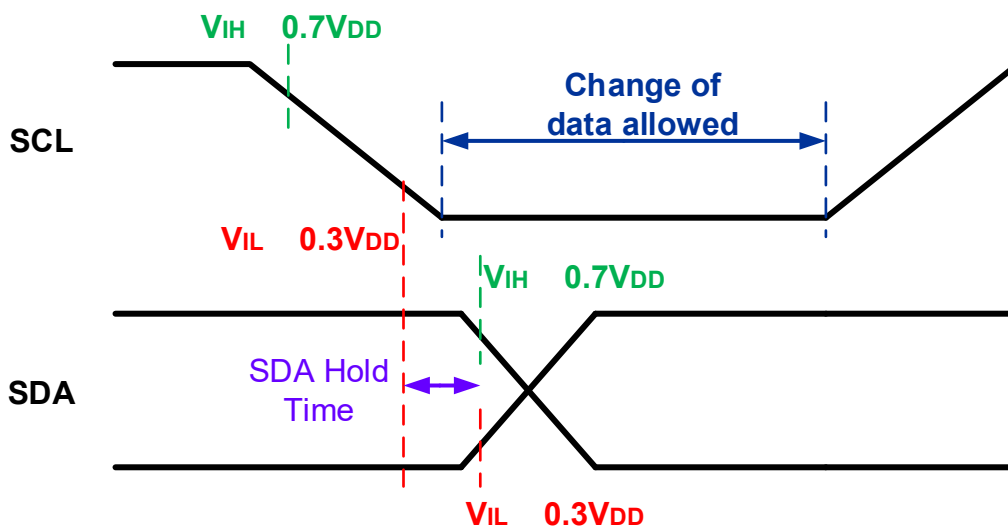 VIH 0.7VDD
Change of
data allowed
SCL
VIL 0.3VDD
VIH 0.7VDD
SDA Hold
Time
SDA
VIL 0.3VDD